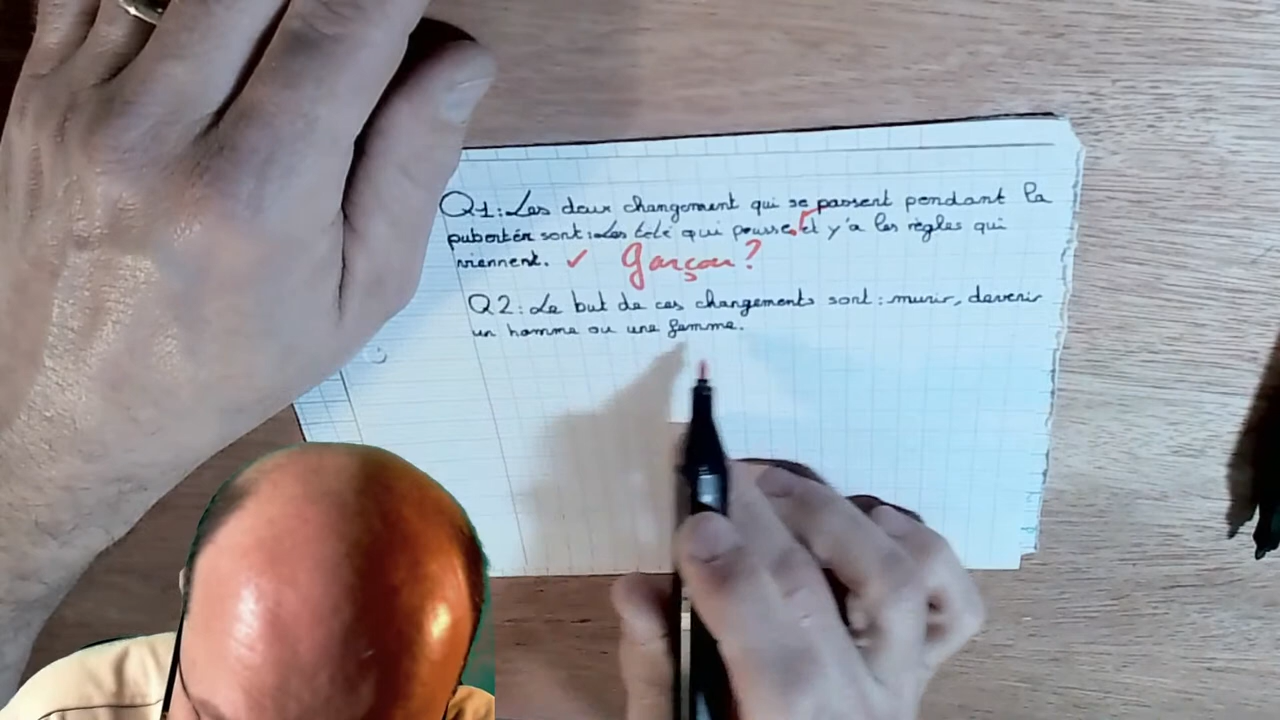 Q1: Les deux changement qui se passent pendant la
puberter sont: Les tété qui pousse, et y'a les règles qui
viennent. ✓ garçon?
Q2: Le but de ces changements sont: murir, devenir
un homme ou une femme.